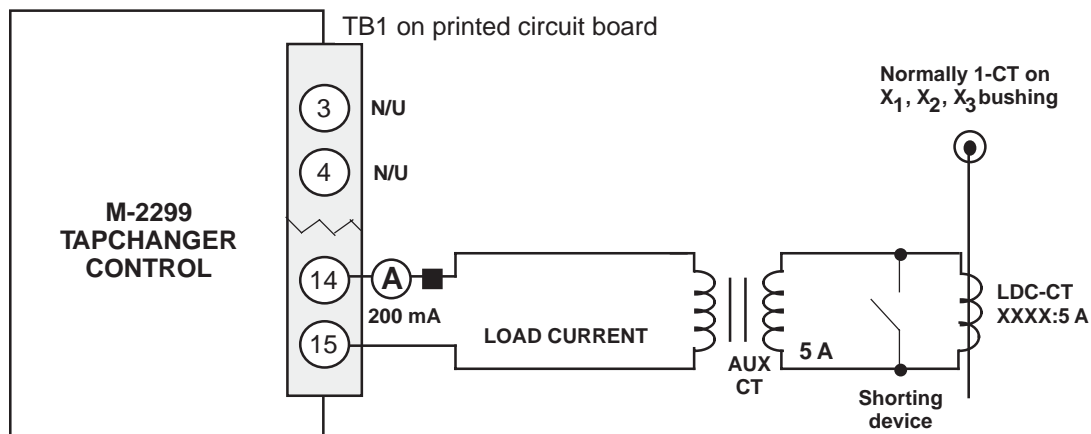 TB1 on printed circuit board
3 N/U
4 N/U
M-2299
TAPCHANGER
CONTROL
14 A
200 mA
15
LOAD CURRENT
AUX
CT
5 A
Shorting
device
Normally 1-CT on
X1, X2, X3 bushing
LDC-CT
XXXX:5 A